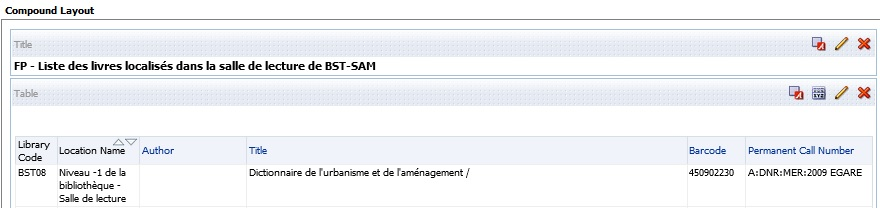 Compound Layout
Title
FP - Liste des livres localisés dans la salle de lecture de BST-SAM
Table
Library Code Location Name Author Title Barcode Permanent Call Number
BST08 Niveau -1 de la bibliothèque - Salle de lecture Dictionnaire de l'urbanisme et de l'aménagement / 450902230 A:DNR:MER:2009 EGARE